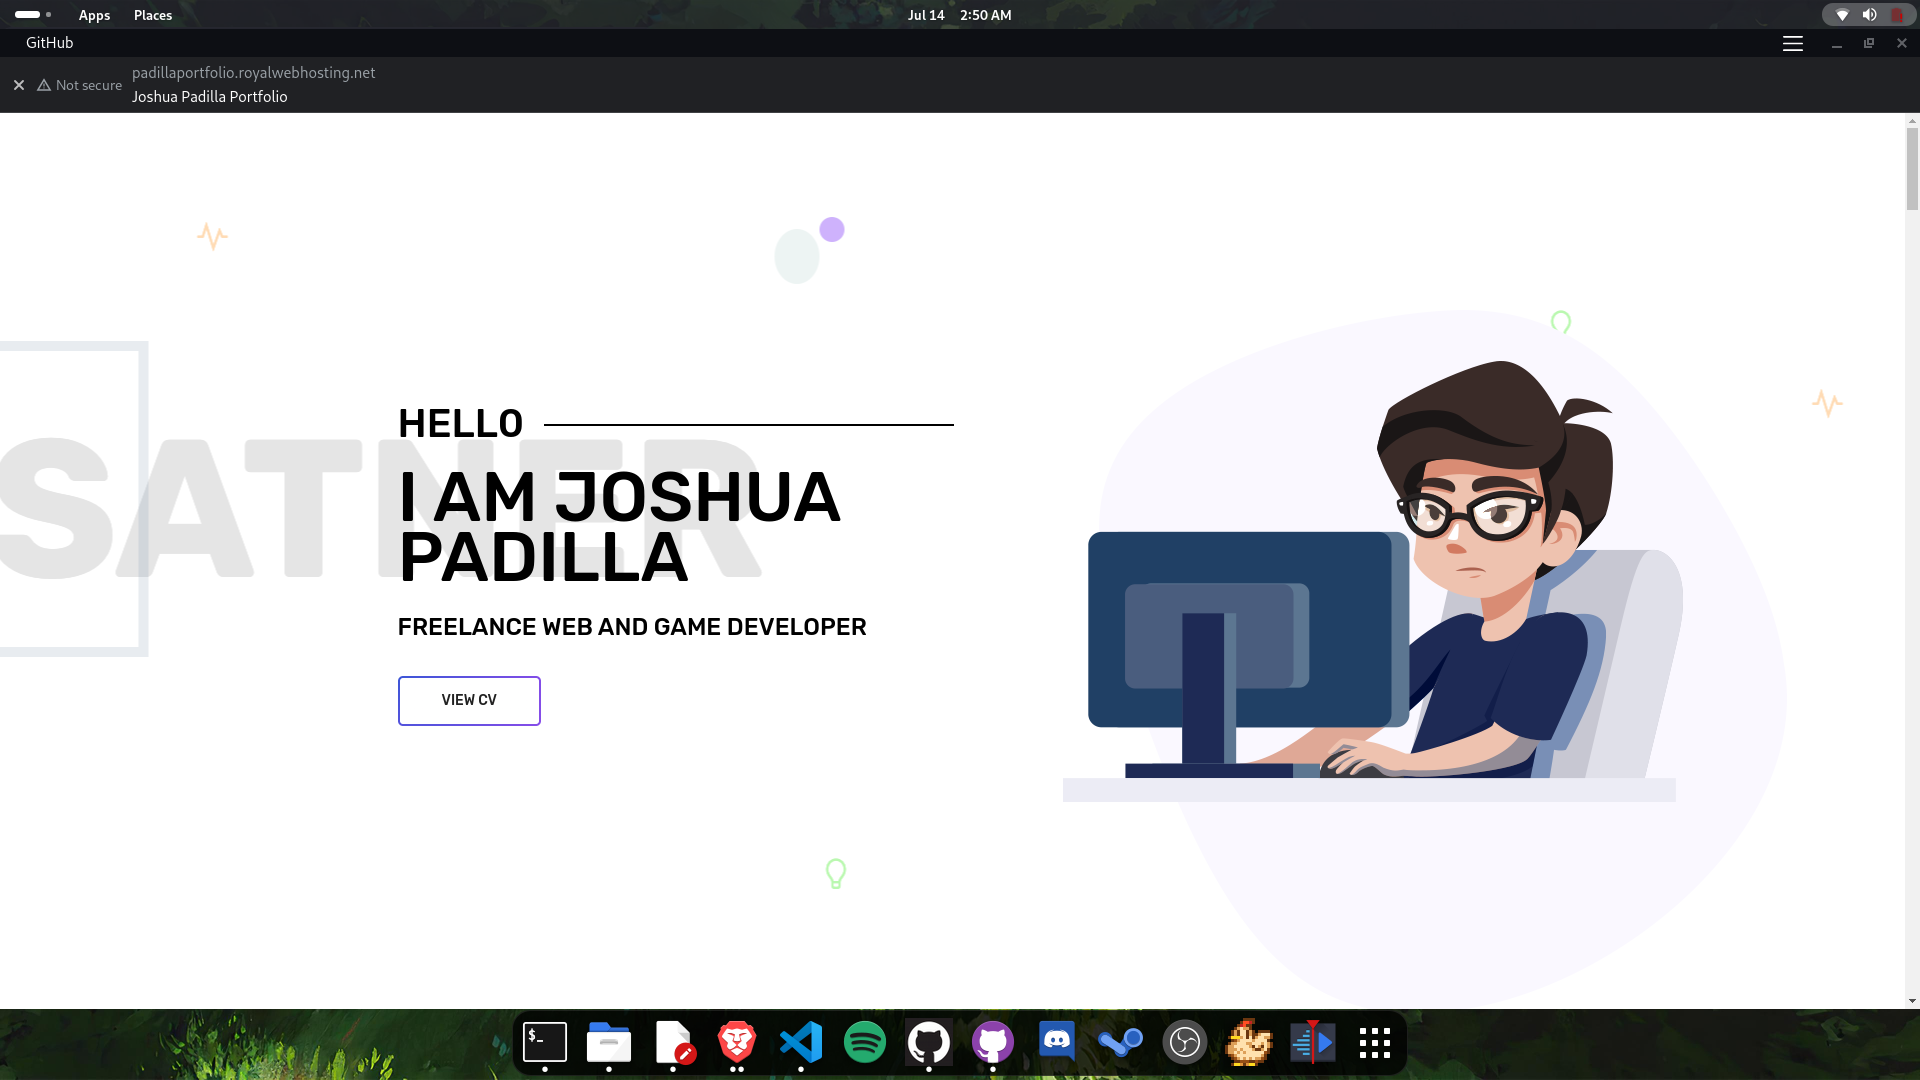 Apps Places Jul 14 2:50 AM
GitHub
Not secure
padillaportfolio.royalwebhosting.net
Joshua Padilla Portfolio
SATNER
HELLO
I AM JOSHUA
PADILLA
FREELANCE WEB AND GAME DEVELOPER
VIEW CV
$_